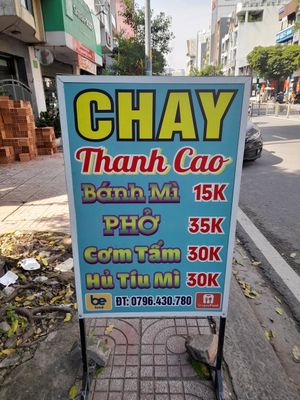 CHAY
Thanh Cao
Bánh Mì 15K
PHỞ 35K
Cơm Tấm 30K
Hủ Tíu Mì 30K
be
ĐT: 0796.430.780